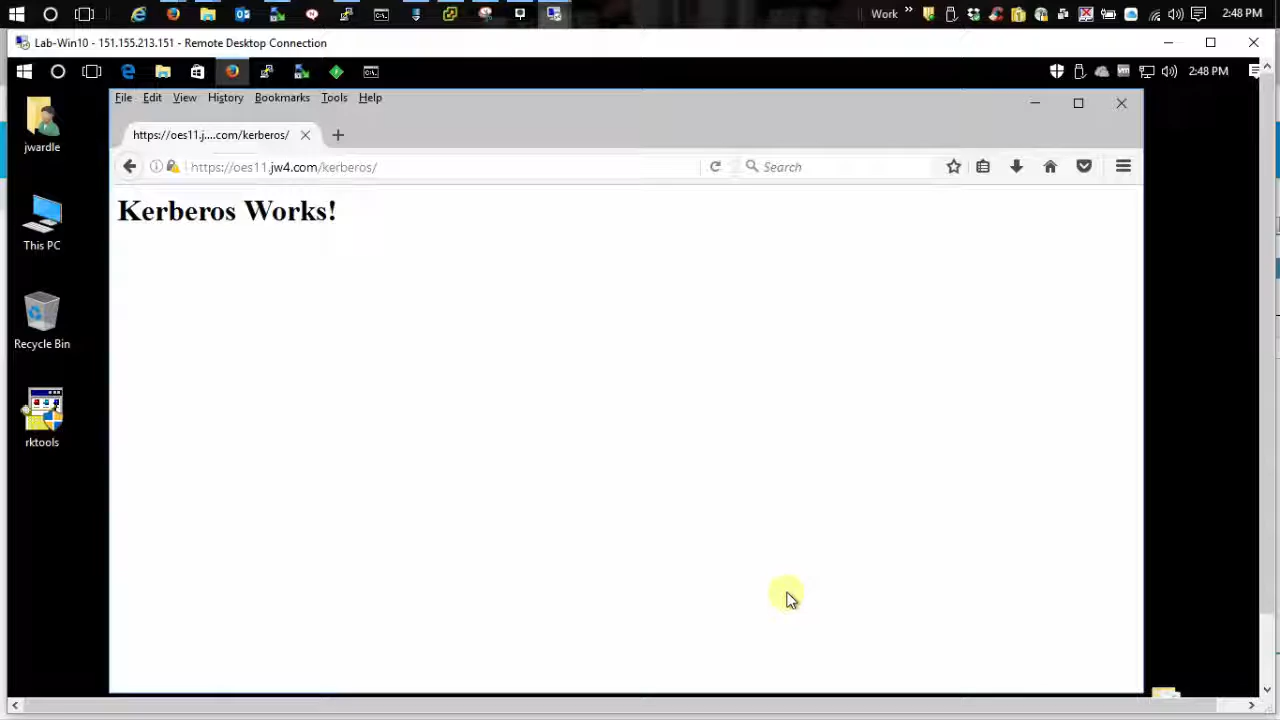 Work
2:48 PM
Lab-Win10 - 151.155.213.151 - Remote Desktop Connection
2:48 PM
File Edit View History Bookmarks Tools Help
https://oes11.j....com/kerberos/
https://oes11.jw4.com/kerberos/
Search
Kerberos Works!
jwardle
This PC
Recycle Bin
rktools